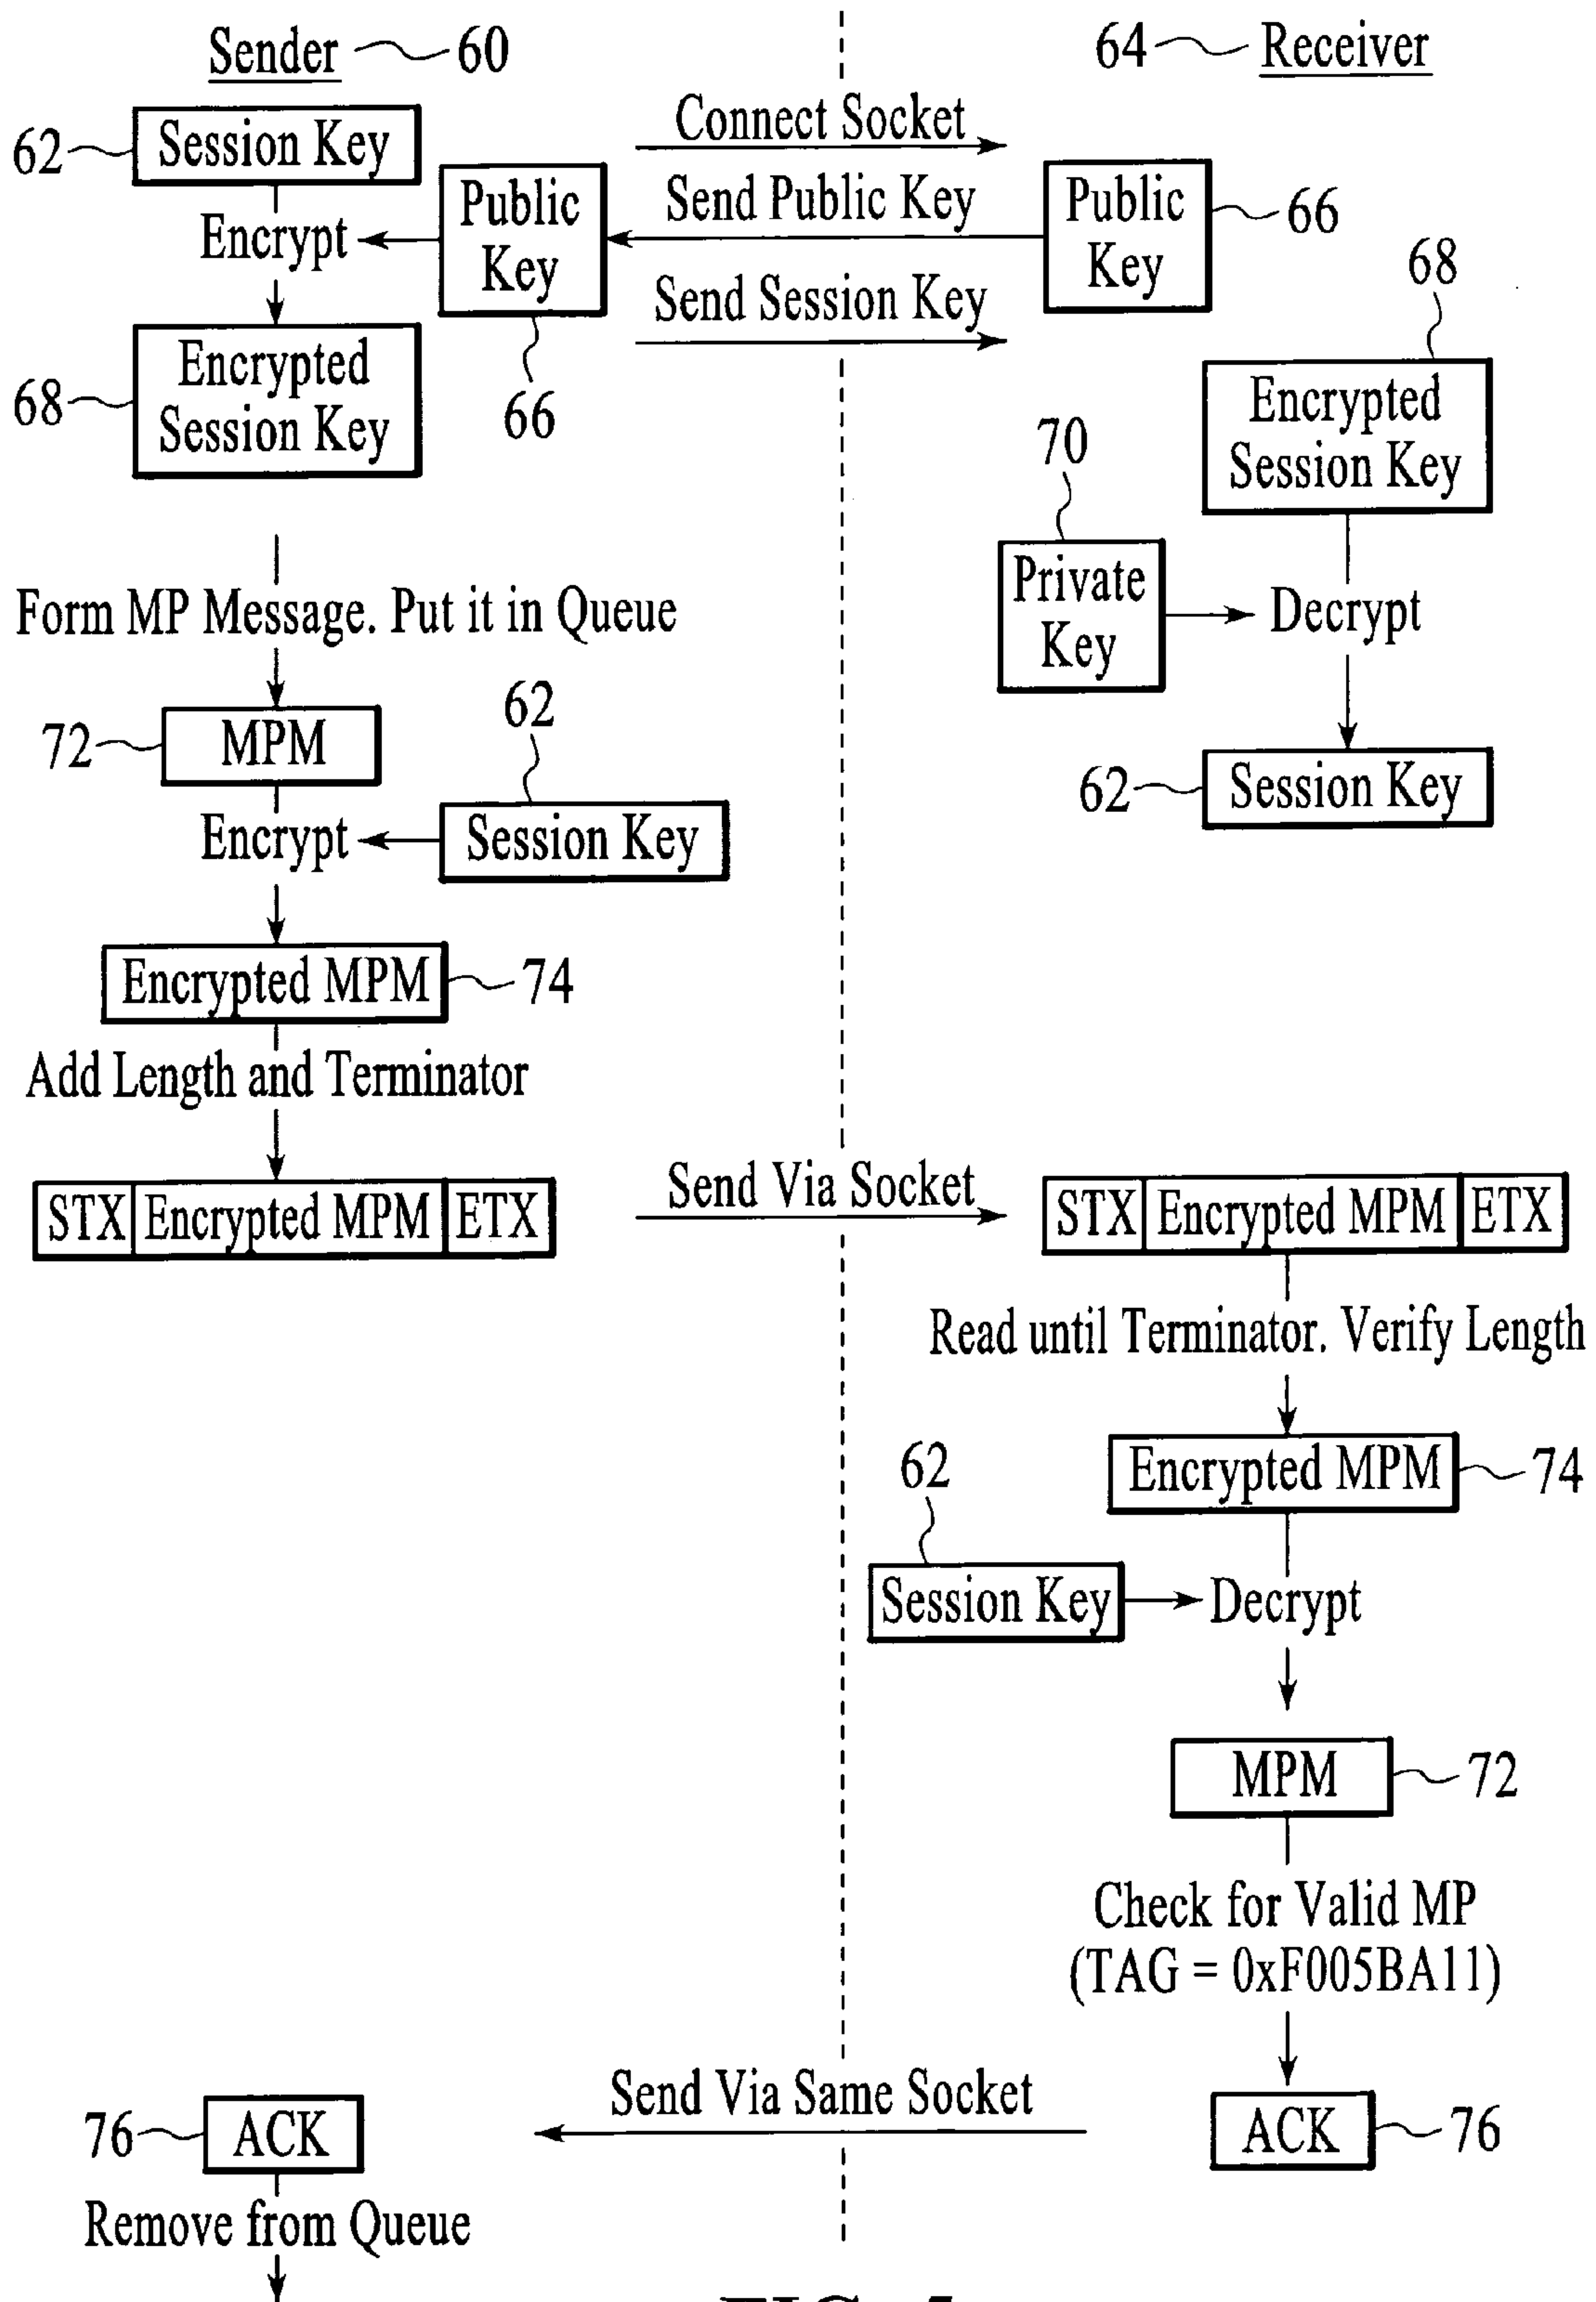 Sender 60
64 Receiver
62 Session Key
Connect Socket
Public
Key
Send Public Key
Public
Key
66
Encrypt
Send Session Key
68
Encrypted
Session Key
68
66
Encrypted
Session Key
70
Private
Key
Decrypt
Form MP Message. Put it in Queue
62
72 MPM
62 Session Key
Encrypt
Session Key
Encrypted MPM 74
Add Length and Terminator
STX Encrypted MPM ETX
Send Via Socket
STX Encrypted MPM ETX
Read until Terminator. Verify Length
62
Encrypted MPM 74
Session Key
Decrypt
MPM 72
Check for Valid MP
(TAG = 0xF005BA11)
Send Via Same Socket
76 ACK
ACK 76
Remove from Queue